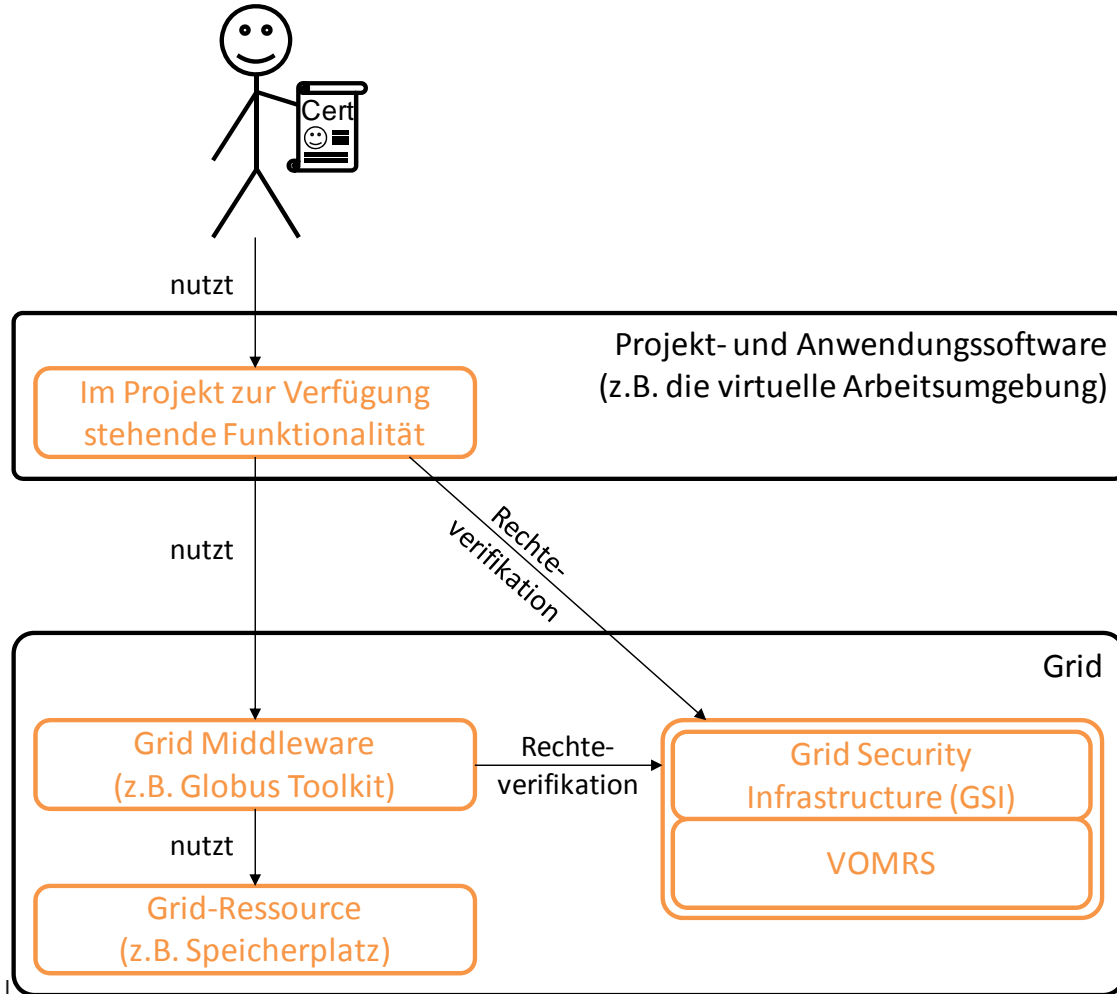 Cert
nutzt
Projekt- und Anwendungssoftware
(z.B. die virtuelle Arbeitsumgebung)
Im Projekt zur Verfügung
stehende Funktionalität
nutzt
Rechte-
verifikation
Grid
Grid Middleware
(z.B. Globus Toolkit)
Rechte-
verifikation
Grid Security
Infrastructure (GSI)
nutzt
VOMRS
Grid-Ressource
(z.B. Speicherplatz)